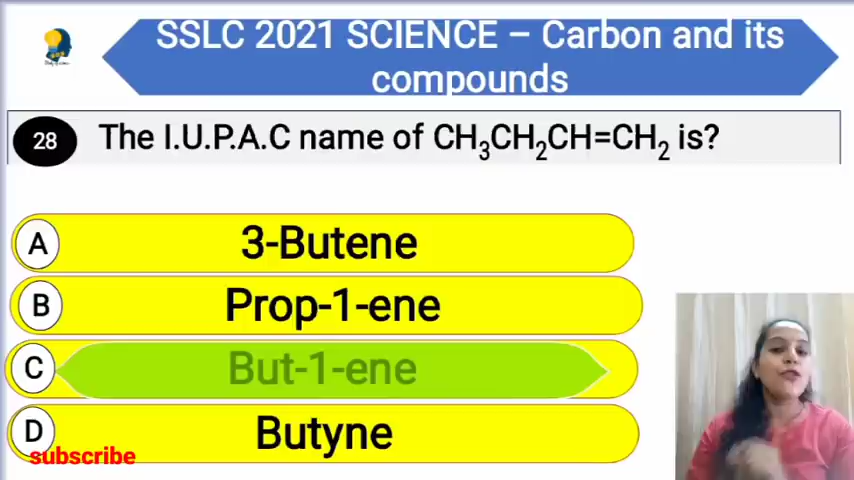 SSLC 2021 SCIENCE – Carbon and its
compounds
28 The I.U.P.A.C name of CH₃CH₂CH=CH₂ is?
A 3-Butene
B Prop-1-ene
C But-1-ene
D Butyne
subscribe